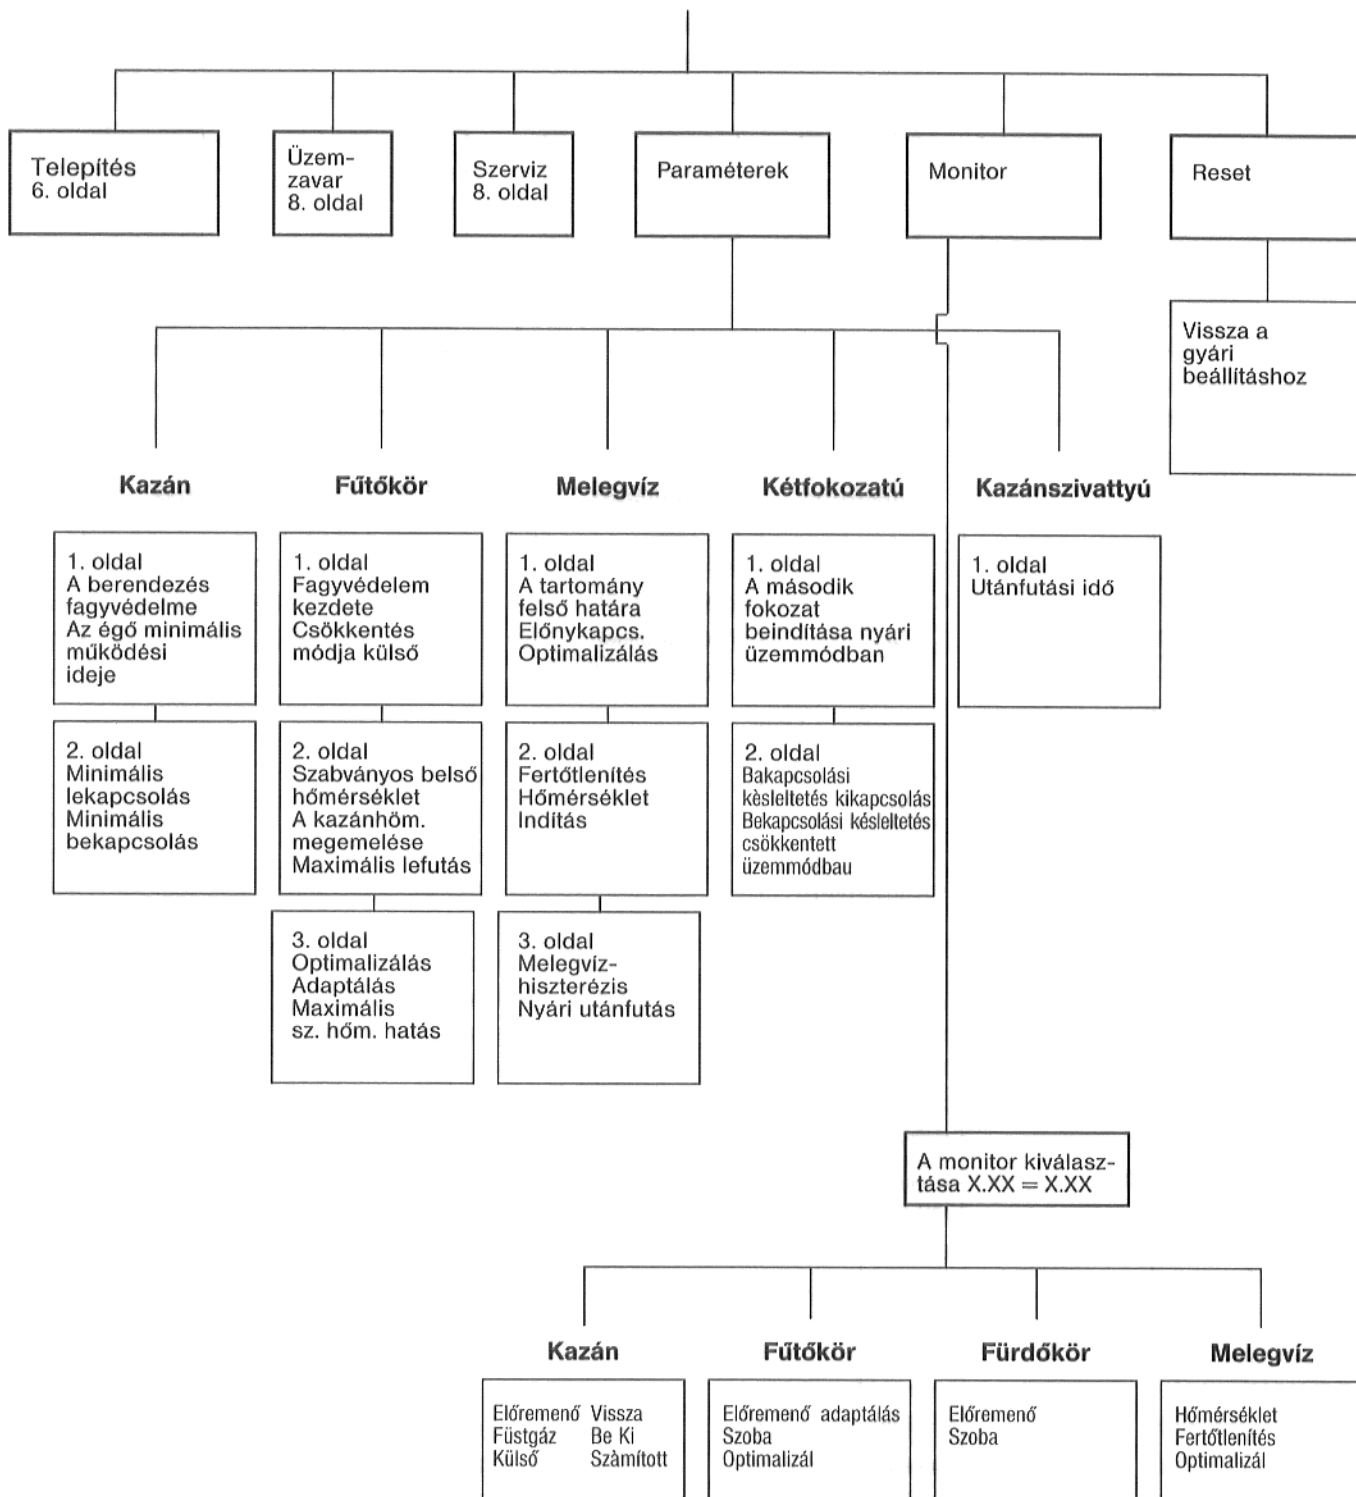 Telepítés
6. oldal
Üzem-
zavar
8. oldal
Szerviz
8. oldal
Paraméterek
Monitor
Reset
Vissza a
gyári
beállításhoz
Kazán
Fűtőkör
Melegvíz
Kétfokozatú
Kazánszivattyú
1. oldal
A berendezés
fagyvédelme
Az égő minimális
működési
ideje
1. oldal
Fagyvédelem
kezdete
Csökkentés
módja külső
1. oldal
A tartomány
felső határa
Előnykapcs.
Optimalizálás
1. oldal
A második
fokozat
beindítása nyári
üzemmódban
1. oldal
Utánfutási idő
2. oldal
Minimális
lekapcsolás
Minimális
bekapcsolás
2. oldal
Szabványos belső
hőmérséklet
A kazánhöm.
megemelése
Maximális lefutás
2. oldal
Fertőtlenítés
Hőmérséklet
Indítás
2. oldal
Bakapcsolási
kèsleltetés kikapcsolás
Bekapcsolási késleltetés
csökkentett
üzemmódbau
3. oldal
Optimalizálás
Adaptálás
Maximális
sz. hőm. hatás
3. oldal
Melegvíz-
hiszterézis
Nyári utánfutás
A monitor kiválasz-
tása X.XX = X.XX
Kazán
Fűtőkör
Fürdőkör
Melegvíz
Előremenő Vissza
Füstgáz Be Ki
Külső Szàmított
Előremenő adaptálás
Szoba
Optimalizál
Előremenő
Szoba
Hőmérséklet
Fertőtlenítés
Optimalizál